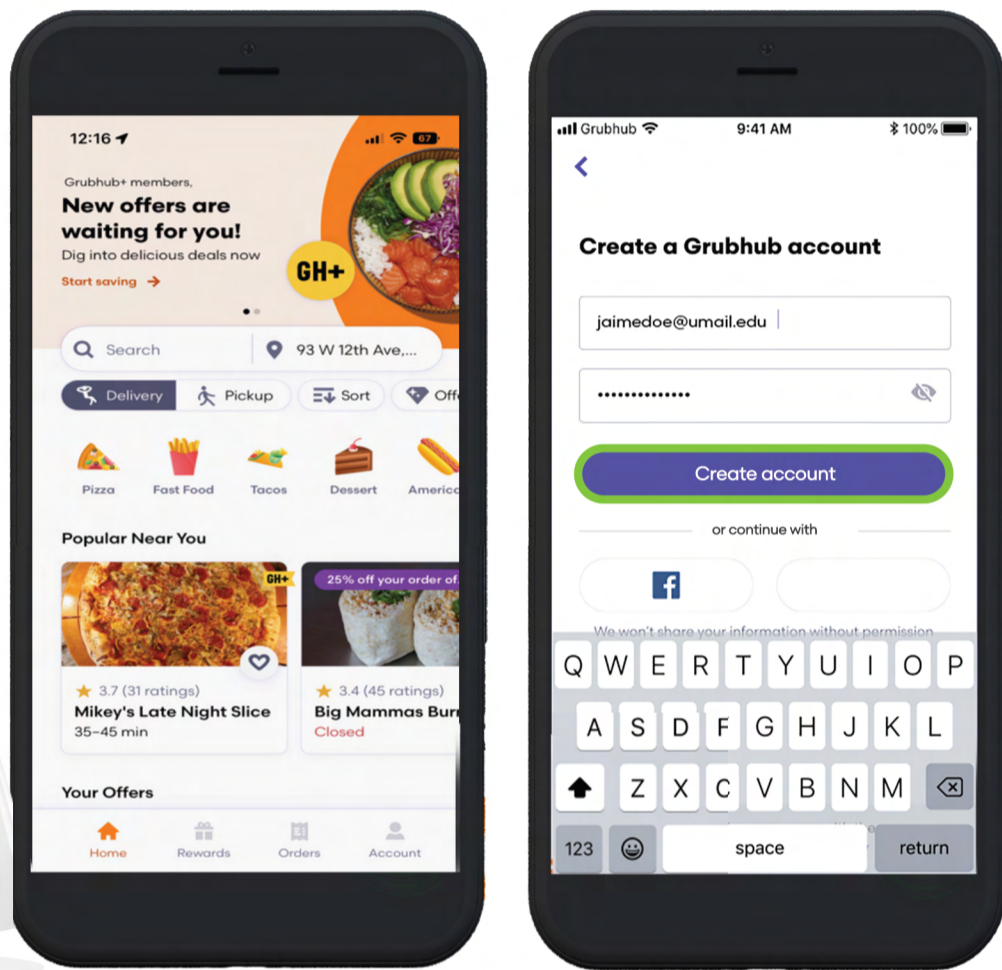 12:16
67
Grubhub+ members,
New offers are
waiting for you!
Dig into delicious deals now
Start saving →
GH+
Search
93 W 12th Ave,...
Delivery
Pickup
Sort
Offe
Pizza
Fast Food
Tacos
Dessert
America
Popular Near You
GH+
25% off your order of
3.7 (31 ratings)
Mikey's Late Night Slice
35–45 min
3.4 (45 ratings)
Big Mammas Burr
Closed
Your Offers
Home
Rewards
Orders
Account
Grubhub
9:41 AM
100%
Create a Grubhub account
jaimedoe@umail.edu
••••••••••••••
Create account
or continue with
f
We won't share your information without permission
Q W E R T Y U I O P
A S D F G H J K L
Z X C V B N M
123
space
return